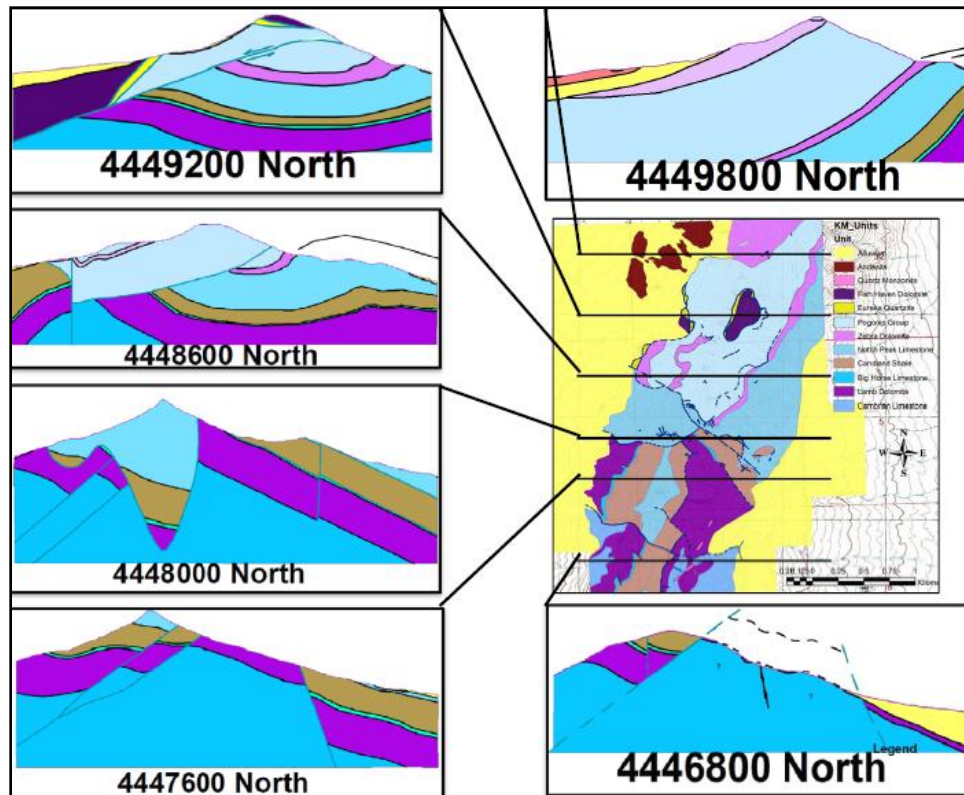 4449200 North
4449800 North
4448600 North
4448000 North
4447600 North
4446800 North
KM_Units
Unit
Andesite
Quartz Monzonite
Fish Haven Dolomite
Eureka Quartzite
Pogonip Group
Zebra Dolomite
Notch Peak Limestone
Candland Shale
Big Horse Limestone
Lamb Dolomite
Cambrian Limestone
N
W E
S
5
? ?
Legend